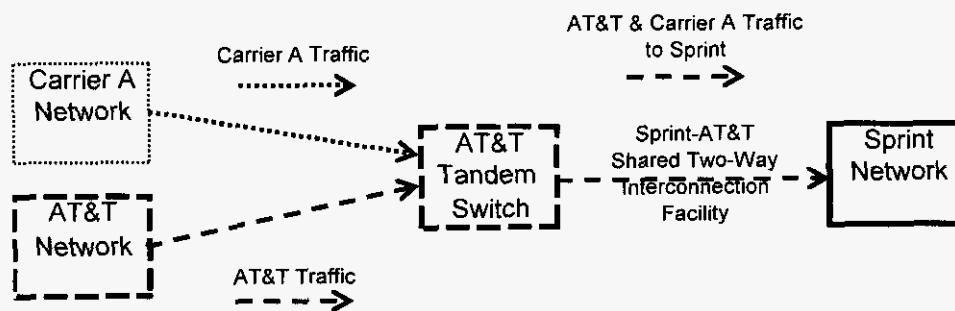 Carrier A Traffic
AT&T & Carrier A Traffic
to Sprint
Carrier A
Network
AT&T
Tandem
Switch
Sprint-AT&T
Shared Two-Way
Interconnection
Facility
Sprint
Network
AT&T
Network
AT&T Traffic